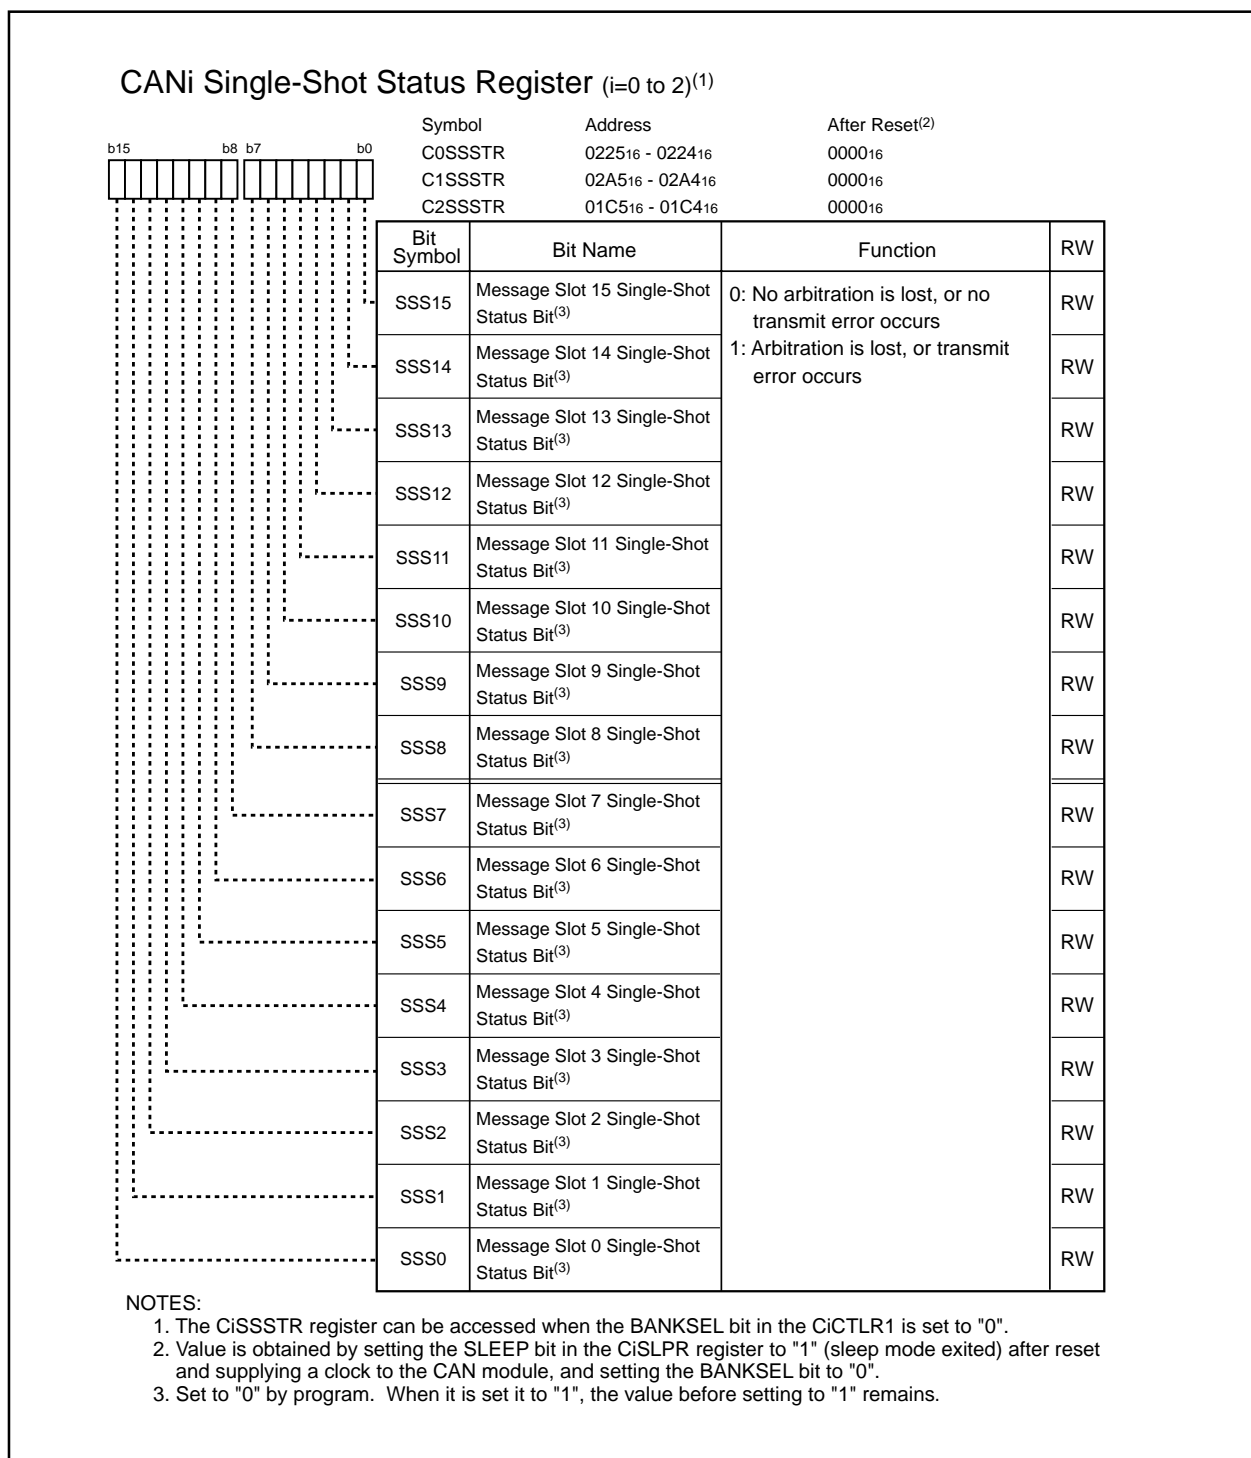 CANi Single-Shot Status Register (i=0 to 2)(1)
Symbol Address After Reset(2)
b15 b8 b7 b0
C0SSSTR 022516 - 022416 000016
C1SSSTR 02A516 - 02A416 000016
C2SSSTR 01C516 - 01C416 000016
Bit Symbol Bit Name Function RW
SSS15 Message Slot 15 Single-Shot Status Bit(3) RW
0: No arbitration is lost, or no
transmit error occurs
1: Arbitration is lost, or transmit
error occurs
SSS14 Message Slot 14 Single-Shot Status Bit(3) RW
SSS13 Message Slot 13 Single-Shot Status Bit(3) RW
SSS12 Message Slot 12 Single-Shot Status Bit(3) RW
SSS11 Message Slot 11 Single-Shot Status Bit(3) RW
SSS10 Message Slot 10 Single-Shot Status Bit(3) RW
SSS9 Message Slot 9 Single-Shot Status Bit(3) RW
SSS8 Message Slot 8 Single-Shot Status Bit(3) RW
SSS7 Message Slot 7 Single-Shot Status Bit(3) RW
SSS6 Message Slot 6 Single-Shot Status Bit(3) RW
SSS5 Message Slot 5 Single-Shot Status Bit(3) RW
SSS4 Message Slot 4 Single-Shot Status Bit(3) RW
SSS3 Message Slot 3 Single-Shot Status Bit(3) RW
SSS2 Message Slot 2 Single-Shot Status Bit(3) RW
SSS1 Message Slot 1 Single-Shot Status Bit(3) RW
SSS0 Message Slot 0 Single-Shot Status Bit(3) RW
NOTES:
1. The CiSSSTR register can be accessed when the BANKSEL bit in the CiCTLR1 is set to "0".
2. Value is obtained by setting the SLEEP bit in the CiSLPR register to "1" (sleep mode exited) after reset
and supplying a clock to the CAN module, and setting the BANKSEL bit to "0".
3. Set to "0" by program. When it is set it to "1", the value before setting to "1" remains.